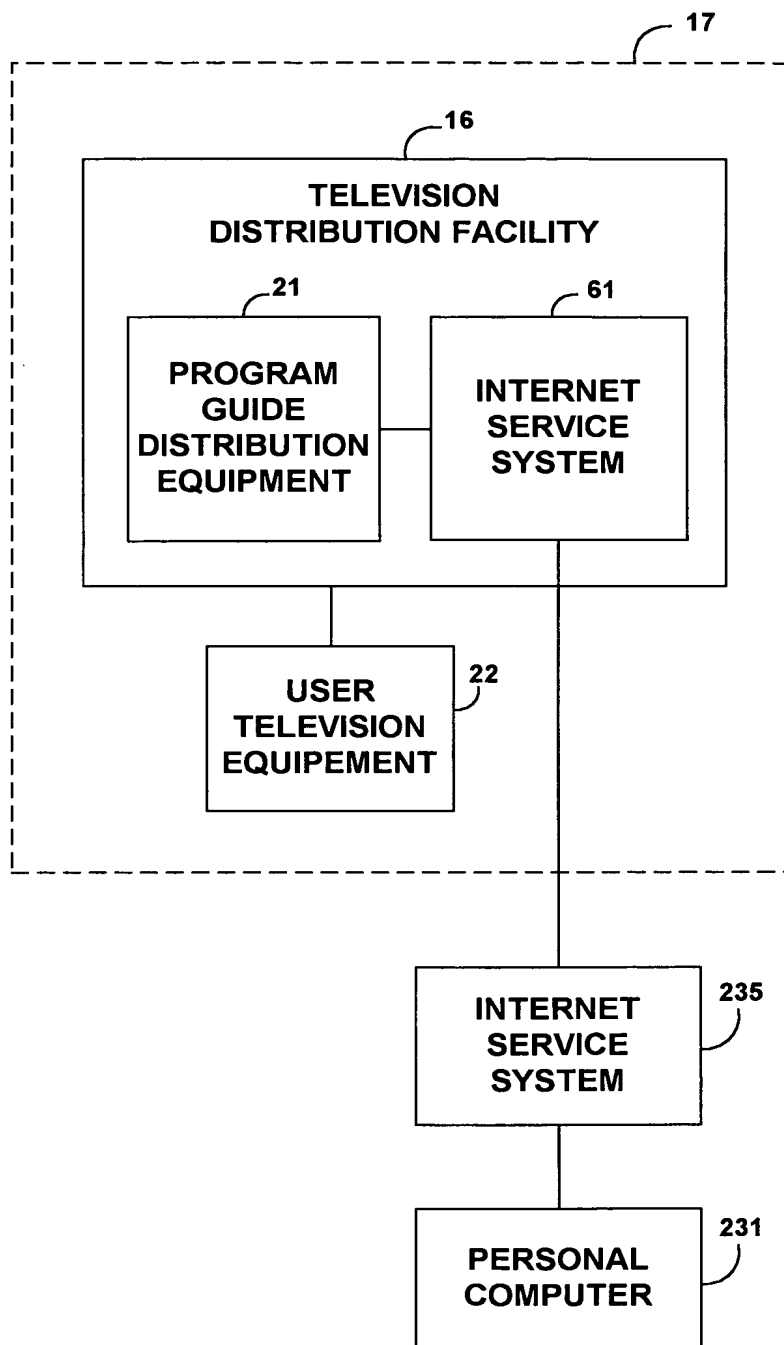 17
16
TELEVISION
DISTRIBUTION FACILITY
21
61
PROGRAM
GUIDE
DISTRIBUTION
EQUIPMENT
INTERNET
SERVICE
SYSTEM
USER
TELEVISION
EQUIPEMENT
22
INTERNET
SERVICE
SYSTEM
235
PERSONAL
COMPUTER
231